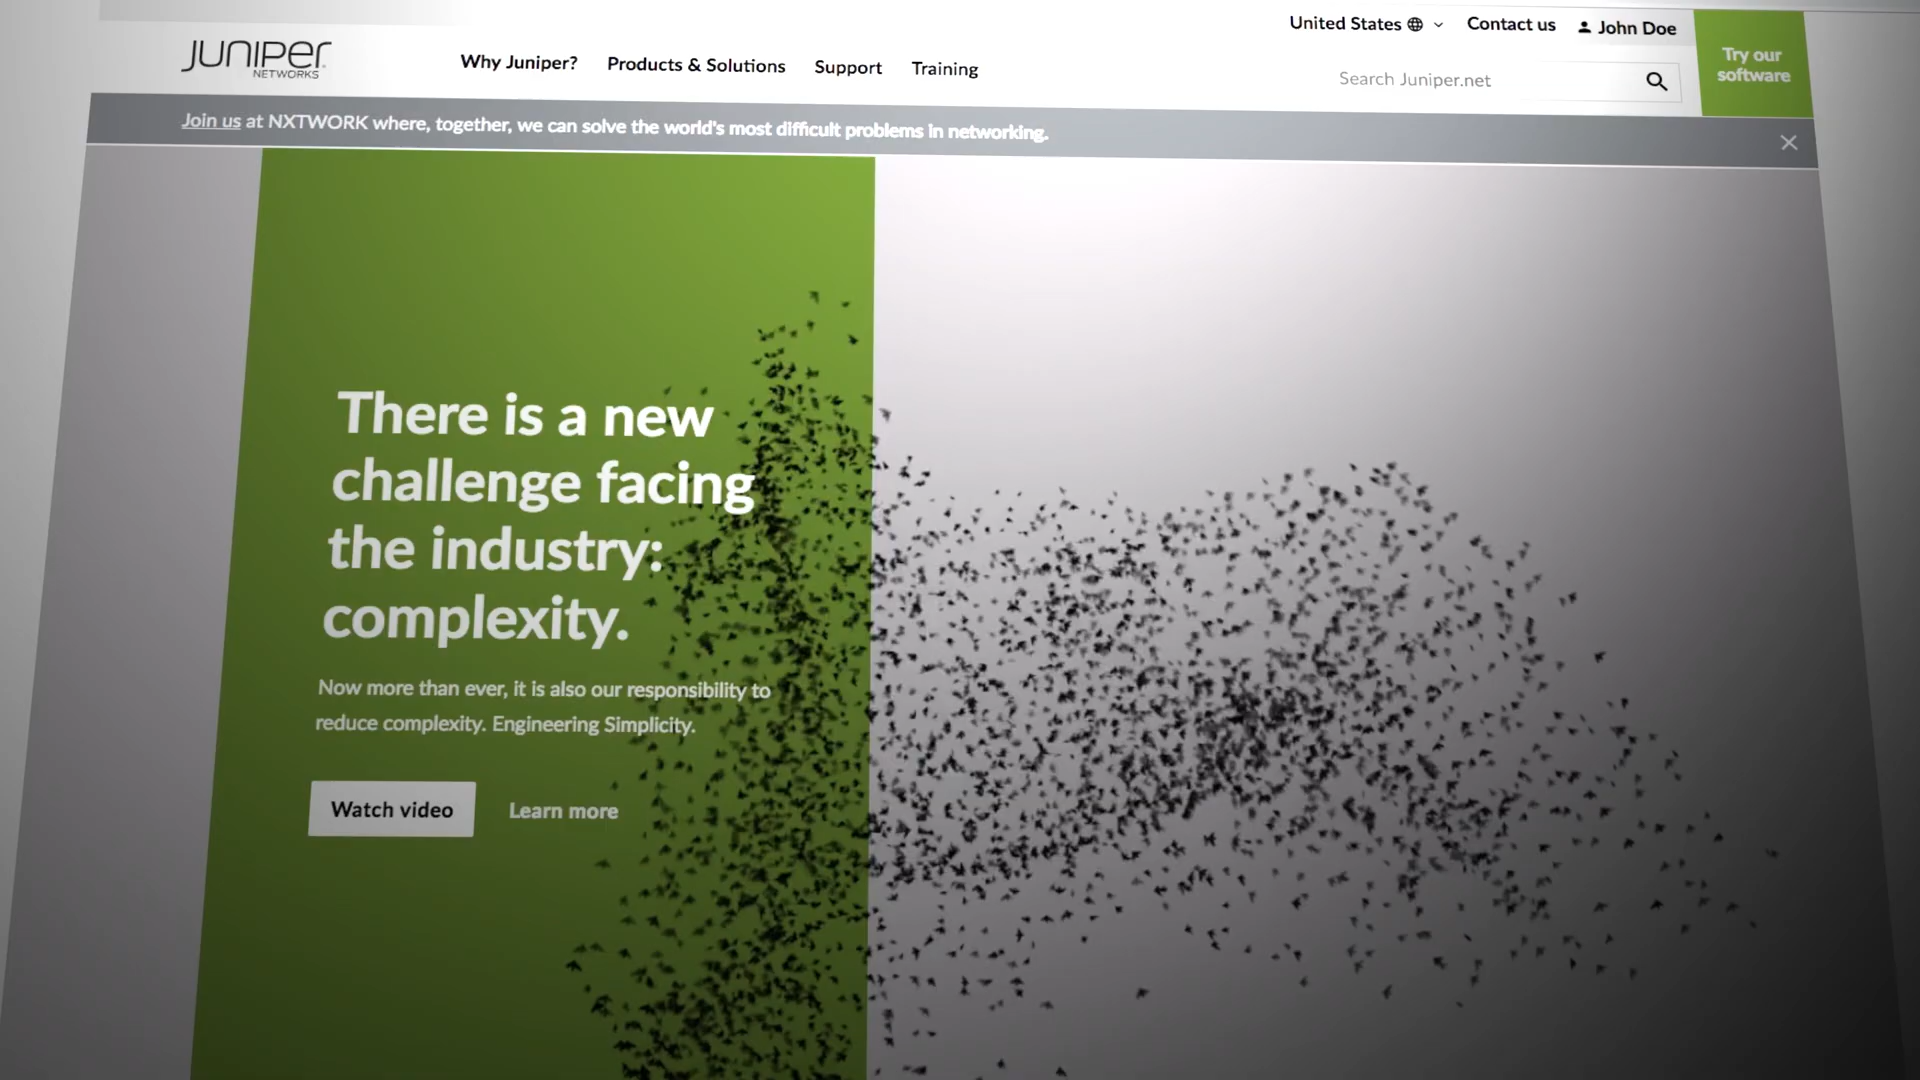 United States
Contact us
John Doe
Try our
software
JUNIPER
NETWORKS
Why Juniper?
Products & Solutions
Support
Training
Search Juniper.net
Join us at NXTWORK where, together, we can solve the world's most difficult problems in networking.
There is a new
challenge facing
the industry:
complexity.
Now more than ever, it is also our responsibility to
reduce complexity. Engineering Simplicity.
Watch video
Learn more